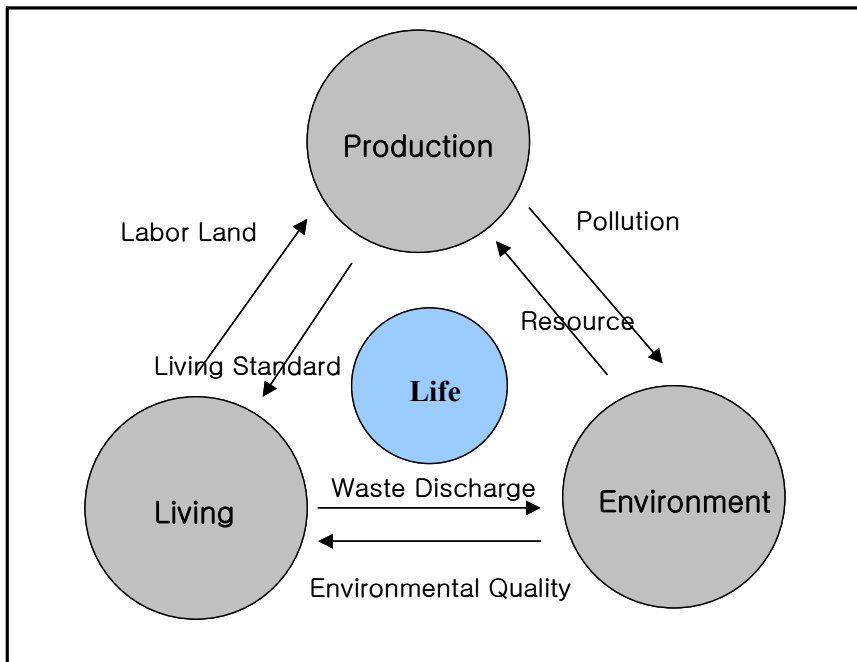 Production
Labor Land
Pollution
Resource
Living Standard
Life
Waste Discharge
Living
Environment
Environmental Quality